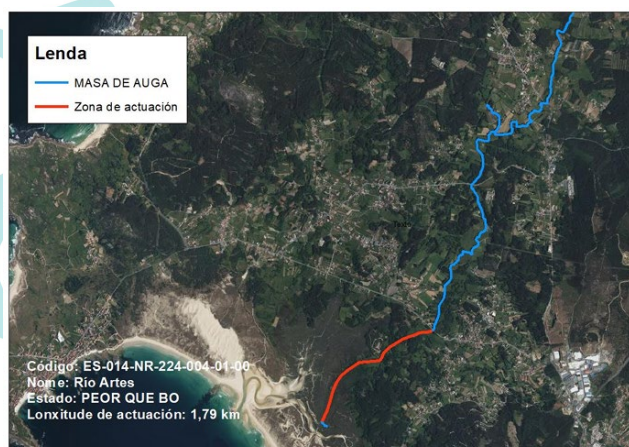 Lenda
MASA DE AUGA
Zona de actuación
Código: ES-014-NR-224-004-01-00
Nome: Rio Artes
Estado: PEOR QUE BO
Lonxitude de actuación: 1,79 km